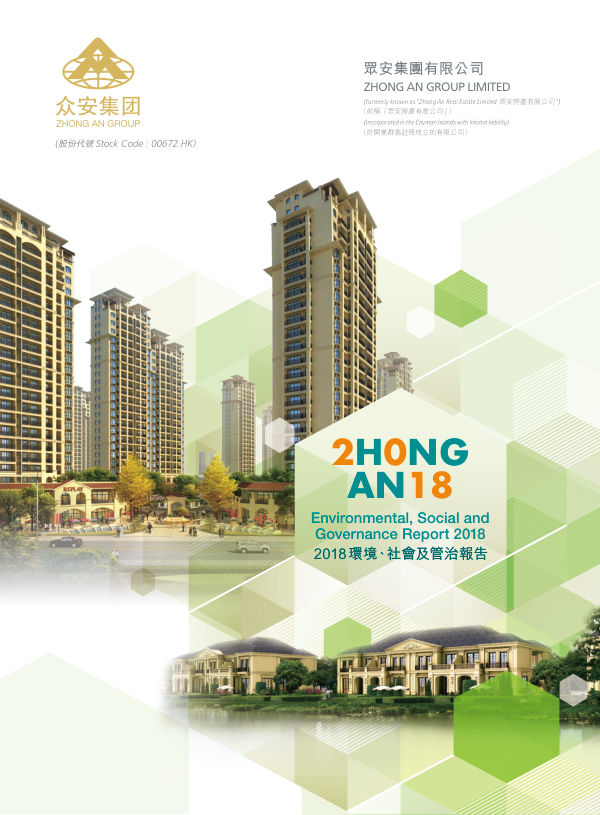 众安集团
ZHONG AN GROUP
(股份代號 Stock Code : 00672.HK)
眾安集團有限公司
ZHONG AN GROUP LIMITED
(formerly known as "Zhong An Real Estate Limited 眾安房產有限公司")
(前稱「眾安房產有限公司」)
(Incorporated in the Cayman Islands with limited liability)
(於開曼群島註冊成立的有限公司)
REPLAY
2H0NG
AN18
Environmental, Social and
Governance Report 2018
2018 環境、社會及管治報告